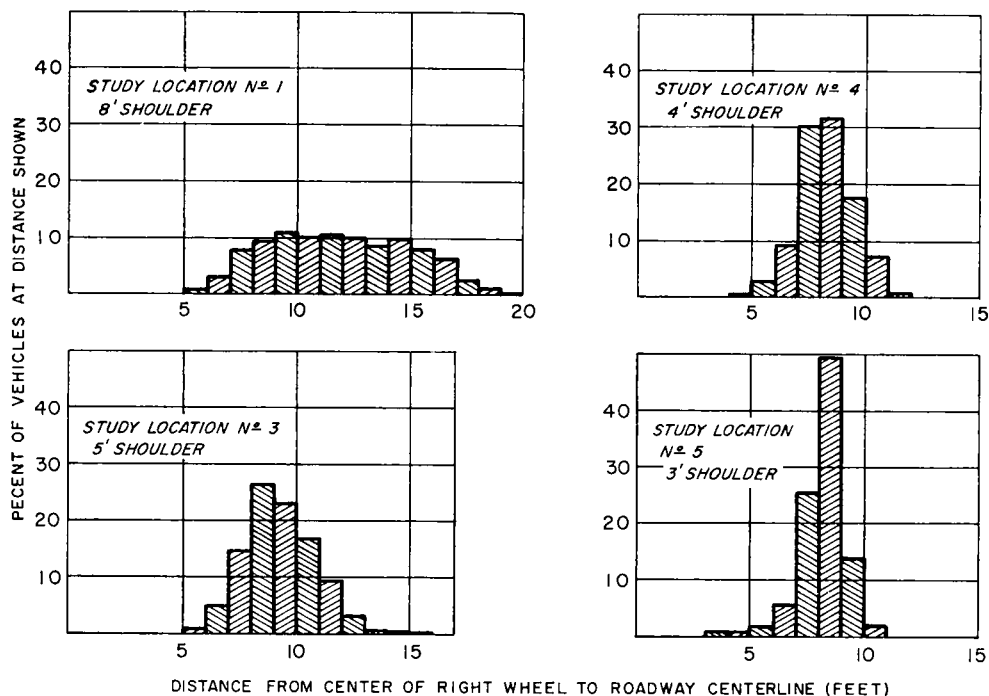 PECENT OF VEHICLES AT DISTANCE SHOWN
40
30
20
10
STUDY LOCATION Nº 1
8' SHOULDER
5 10 15 20
40
30
20
10
STUDY LOCATION Nº 4
4' SHOULDER
5 10 15
40
30
20
10
STUDY LOCATION Nº 3
5' SHOULDER
5 10 15
40
30
20
10
STUDY LOCATION
Nº 5
3' SHOULDER
5 10 15
DISTANCE FROM CENTER OF RIGHT WHEEL TO ROADWAY CENTERLINE (FEET)